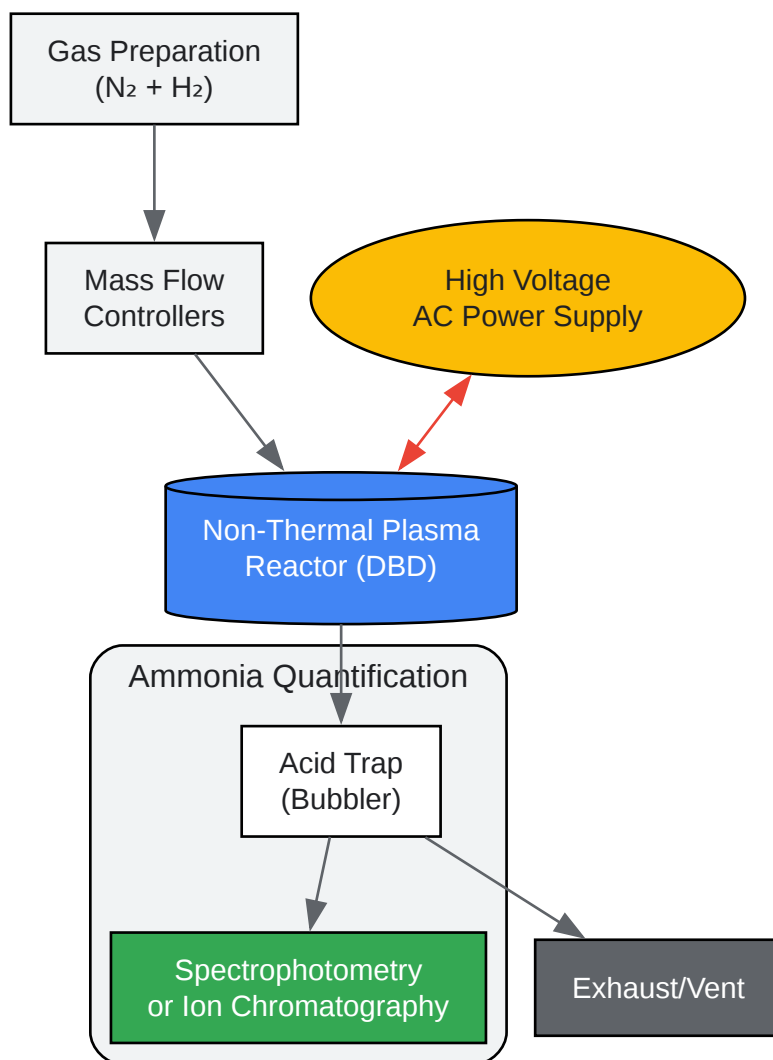 Gas Preparation
(N₂ + H₂)
Mass Flow
Controllers
High Voltage
AC Power Supply
Non-Thermal Plasma
Reactor (DBD)
Ammonia Quantification
Acid Trap
(Bubbler)
Spectrophotometry
or Ion Chromatography
Exhaust/Vent